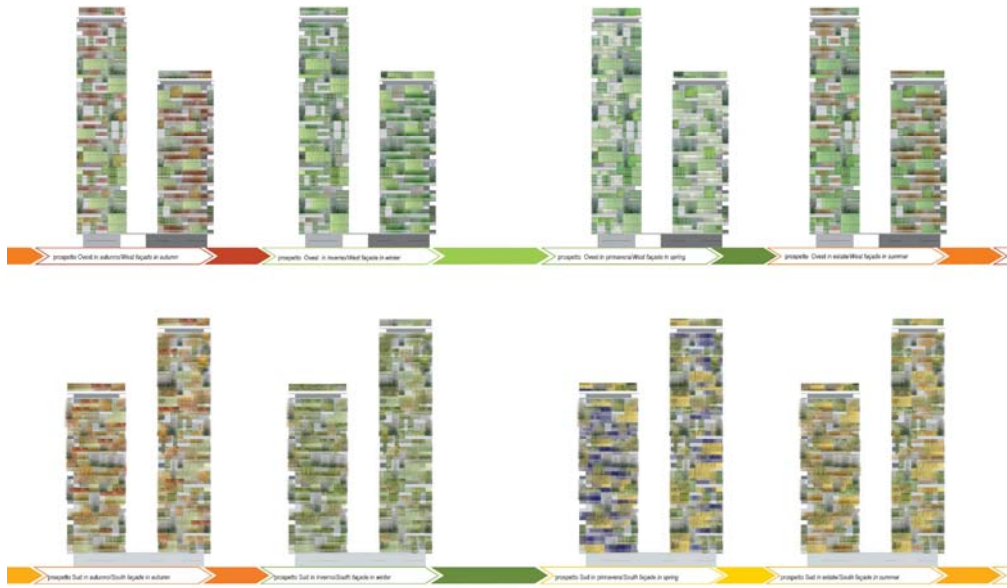 prospetto Ovest in autunno/West façade in autumn
prospetto Ovest in inverno/West façade in winter
prospetto Ovest in primavera/West façade in spring
prospetto Ovest in estate/West façade in summer
prospetto Sud in autunno/South façade in autumn
prospetto Sud in inverno/South façade in winter
prospetto Sud in primavera/South façade in spring
prospetto Sud in estate/South façade in summer